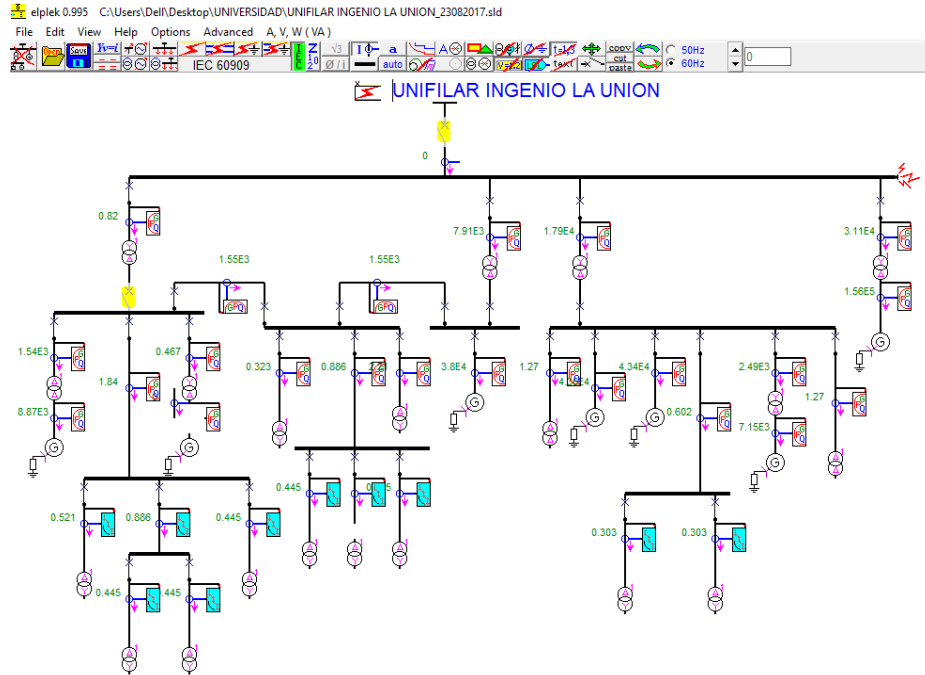 elplek 0.995 C:\Users\Dell\Desktop\UNIVERSIDAD\UNIFILAR INGENIO LA UNION_23082017.sld
File Edit View Help Options Advanced A, V, W ( VA )
IEC 60909
auto
text
copy
cut
paste
50Hz
60Hz
0
UNIFILAR INGENIO LA UNION
0
0.82
7.91E3
1.79E4
3.11E4
1.55E3
1.55E3
1.56E5
1.54E3
0.467
0.323
0.886
3.8E4
1.27
4.34E4
2.49E3
1.84
1.27
8.87E3
0.602
7.15E3
0.445
0.521
0.886
0.445
0.303
0.303
0.445
.445